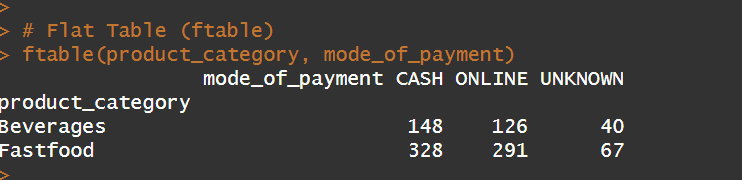 >
> # Flat Table (ftable)
> ftable(product_category, mode_of_payment)
                 mode_of_payment CASH ONLINE UNKNOWN
product_category
Beverages                         148    126      40
Fastfood                          328    291      67
>